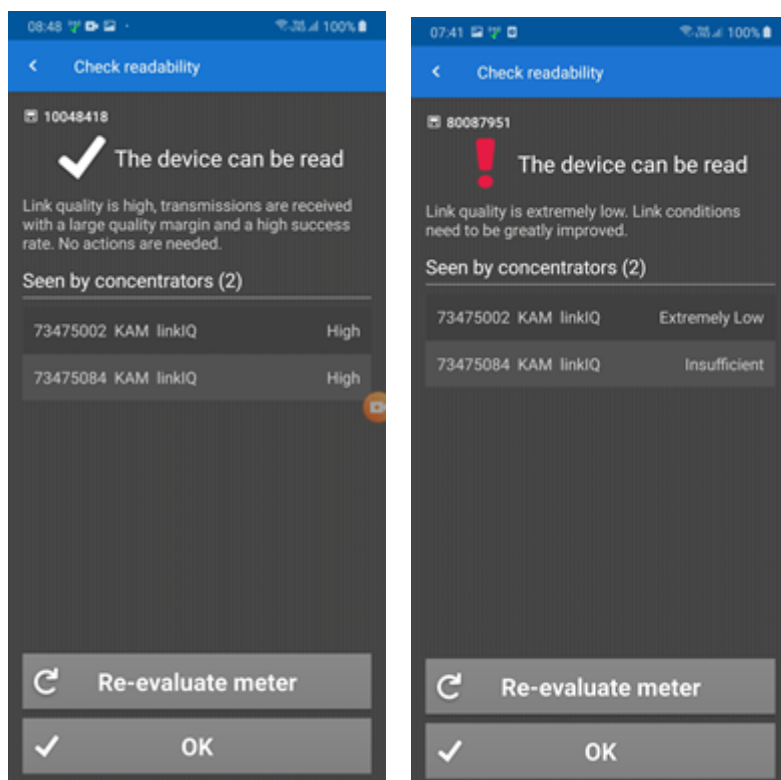 08:48
100%
Check readability
10048418
The device can be read
Link quality is high, transmissions are received
with a large quality margin and a high success
rate. No actions are needed.
Seen by concentrators (2)
73475002 KAM linkIQ High
73475084 KAM linkIQ High
Re-evaluate meter
OK
07:41
100%
Check readability
80087951
The device can be read
Link quality is extremely low. Link conditions
need to be greatly improved.
Seen by concentrators (2)
73475002 KAM linkIQ Extremely Low
73475084 KAM linkIQ Insufficient
Re-evaluate meter
OK